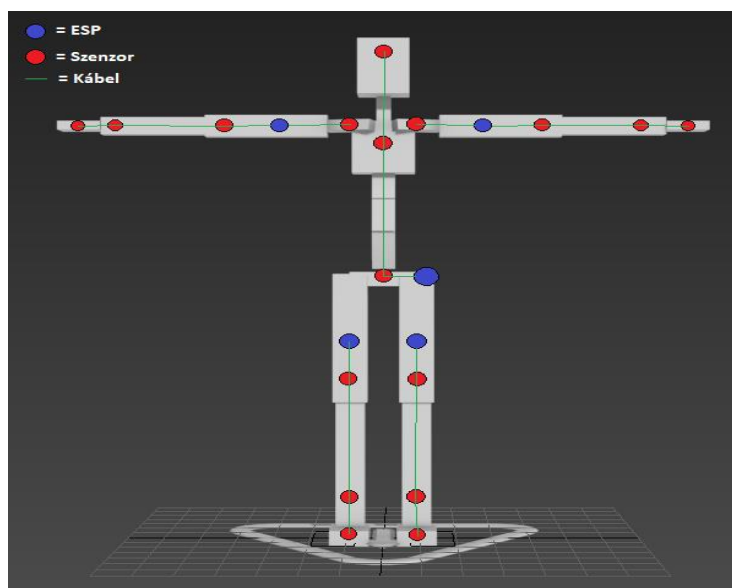 = ESP
= Szenzor
= Kábel